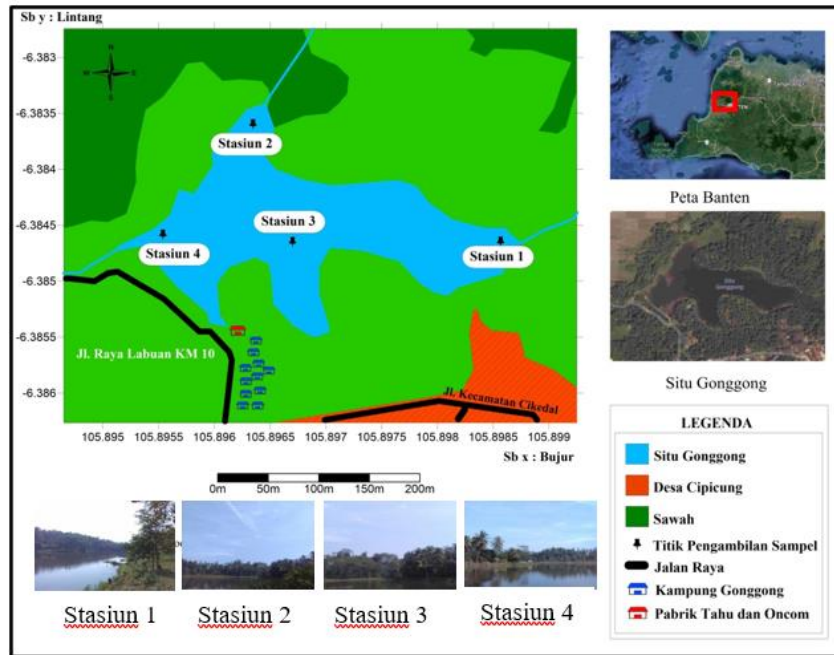 Sb y : Lintang
-6.383
-6.3835
-6.384
-6.3845
-6.385
-6.3855
-6.386
N
S
Stasiun 2
Stasiun 3
Stasiun 4
Stasiun 1
Jl. Raya Labuan KM 10
Jl. Kecamatan Cikedal
105.895 105.8955 105.896 105.8965 105.897 105.8975 105.898 105.8985 105.899
Sb x : Bujur
0m 50m 100m 150m 200m
Stasiun 1 Stasiun 2 Stasiun 3 Stasiun 4
Peta Banten
Situ
Gonggong
Situ Gonggong
LEGENDA
Situ Gonggong
Desa Cipicung
Sawah
Titik Pengambilan Sampel
Jalan Raya
Kampung Gonggong
Pabrik Tahu dan Oncom